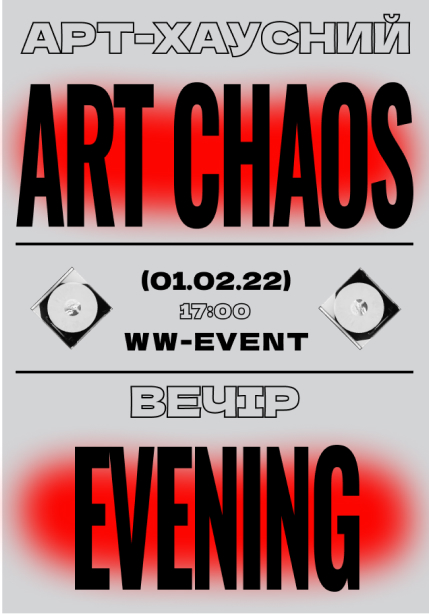 АРТ-ХАУСНИЙ
ART CHAOS
(01.02.22)
17:00
WW-EVENT
ВЕЧІР
EVENING